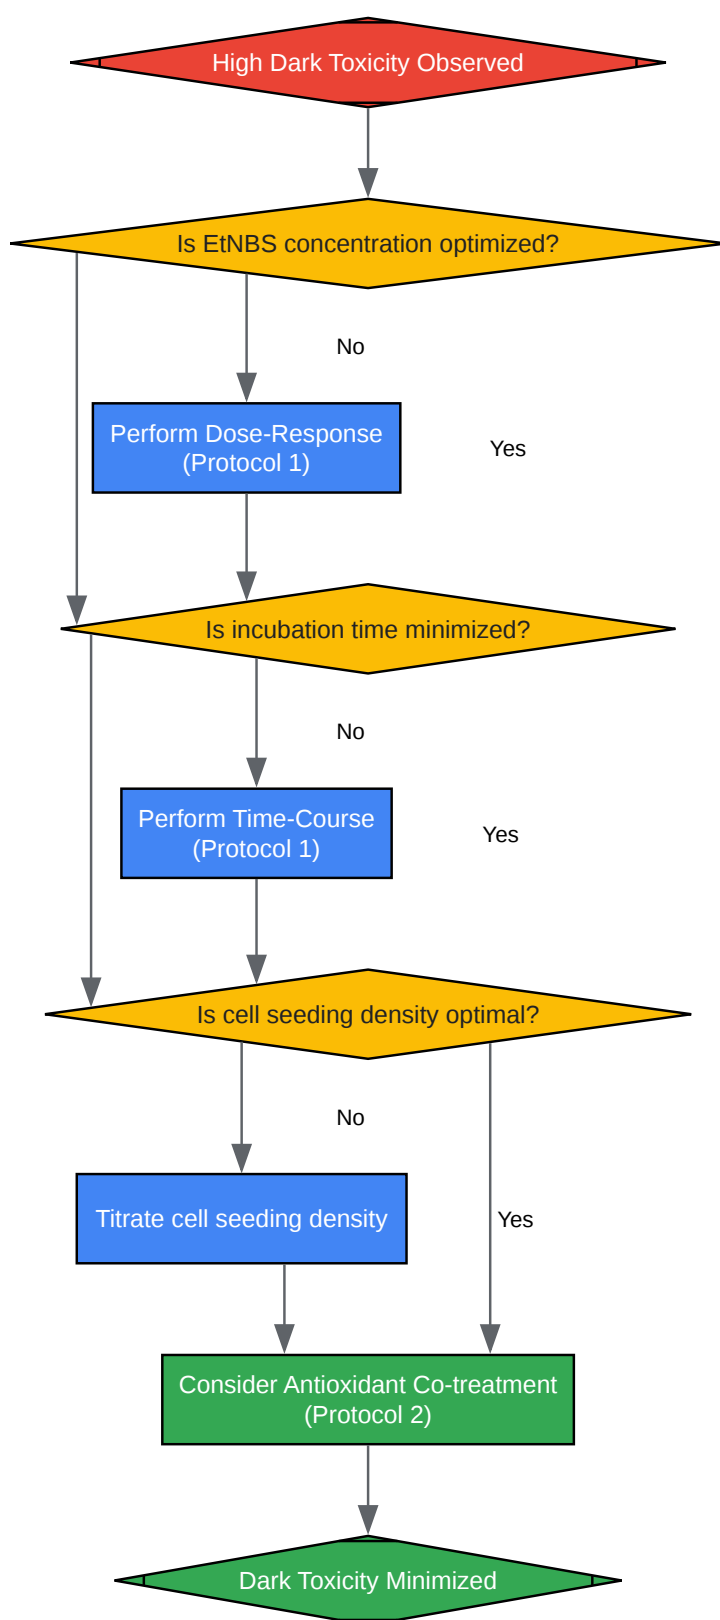 High Dark Toxicity Observed
Is EtNBS concentration optimized?
No
Perform Dose-Response
(Protocol 1)
Yes
Is incubation time minimized?
No
Perform Time-Course
(Protocol 1)
Yes
Is cell seeding density optimal?
No
Titrate cell seeding density
Yes
Consider Antioxidant Co-treatment
(Protocol 2)
Dark Toxicity Minimized